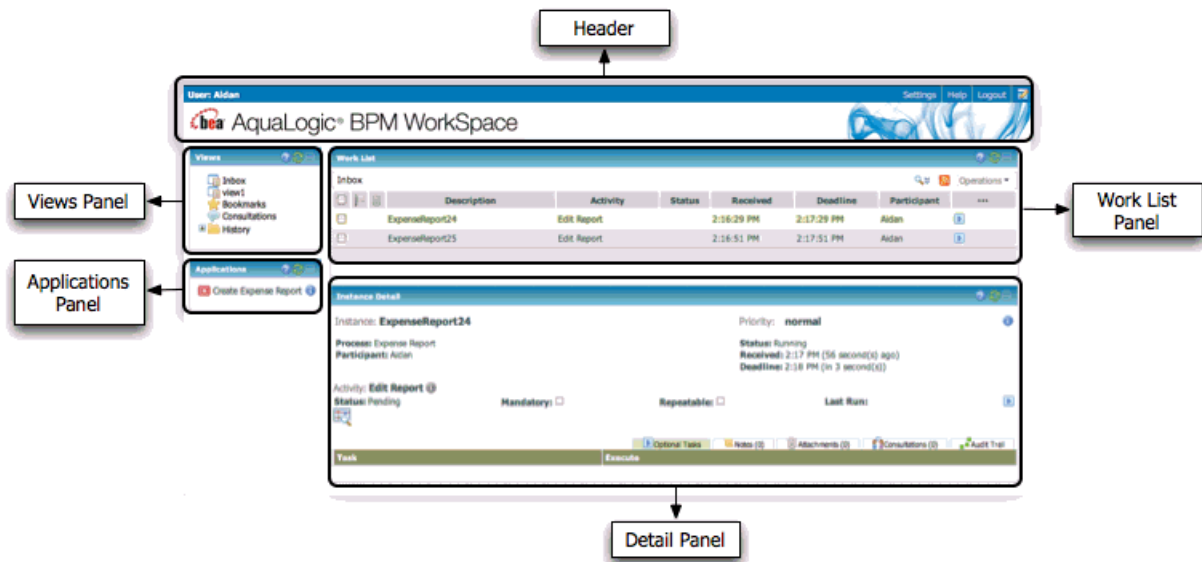 Header
User: Aidan
Settings Help Logout
bea AquaLogic® BPM WorkSpace
Views
Inbox
view1
Bookmarks
Consultations
History
Views Panel
Applications
Create Expense Report
Applications Panel
Work List
Inbox
Operations
Description Activity Status Received Deadline Participant ...
ExpenseReport24 Edit Report 2:16:29 PM 2:17:29 PM Aidan
ExpenseReport25 Edit Report 2:16:51 PM 2:17:51 PM Aidan
Work List
Panel
Instance Detail
Instance: ExpenseReport24 Priority: normal
Process: Expense Report Status: Running
Participant: Aidan Received: 2:17 PM (56 second(s) ago)
Deadline: 2:18 PM (in 3 second(s))
Activity: Edit Report
Status: Pending Mandatory: Repeatable: Last Run:
Optional Tasks Notes (0) Attachments (0) Consultations (0) Audit Trail
Task Execute
Detail Panel